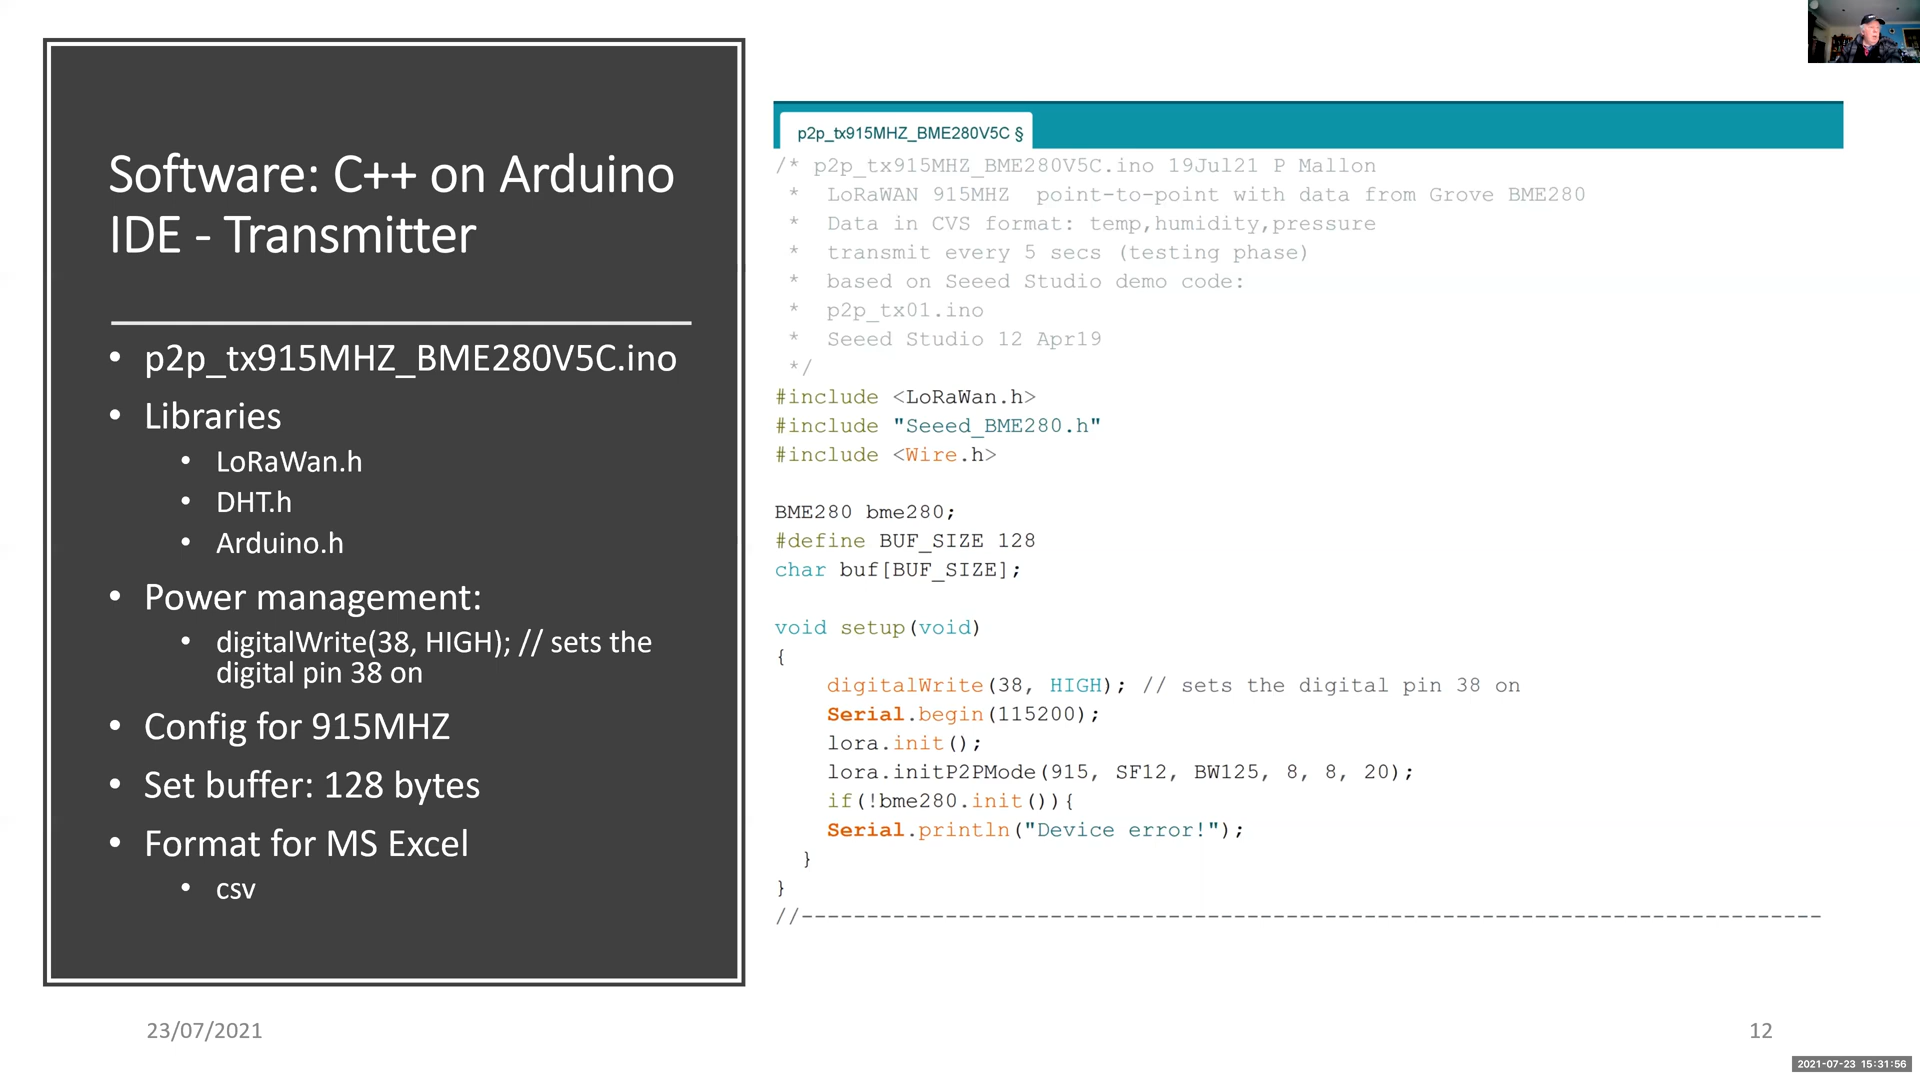 Software: C++ on Arduino
IDE - Transmitter
• p2p_tx915MHZ_BME280V5C.ino
• Libraries
• LoRaWan.h
• DHT.h
• Arduino.h
• Power management:
• digitalWrite(38, HIGH); // sets the
digital pin 38 on
• Config for 915MHZ
• Set buffer: 128 bytes
• Format for MS Excel
• csv
p2p_tx915MHZ_BME280V5C §
/* p2p_tx915MHZ_BME280V5C.ino 19Jul21 P Mallon
 *  LoRaWAN 915MHZ  point-to-point with data from Grove BME280
 *  Data in CVS format: temp,humidity,pressure
 *  transmit every 5 secs (testing phase)
 *  based on Seeed Studio demo code:
 *  p2p_tx01.ino
 *  Seeed Studio 12 Apr19
 */
#include <LoRaWan.h>
#include "Seeed_BME280.h"
#include <Wire.h>
BME280 bme280;
#define BUF_SIZE 128
char buf[BUF_SIZE];
void setup(void)
{
    digitalWrite(38, HIGH); // sets the digital pin 38 on
    Serial.begin(115200);
    lora.init();
    lora.initP2PMode(915, SF12, BW125, 8, 8, 20);
    if(!bme280.init()){
    Serial.println("Device error!");
  }
}
//------------------------------------------------------------------------------
23/07/2021
12
2021-07-23 15:31:56